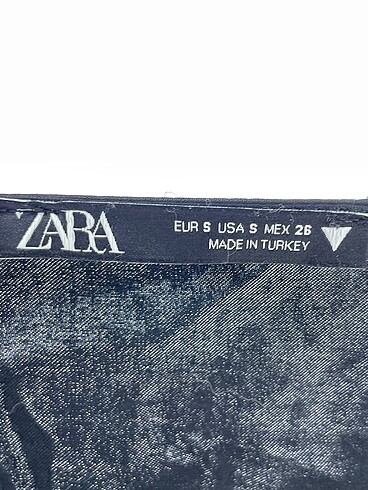 ZARA
EUR S USA S MEX 26
MADE IN TURKEY